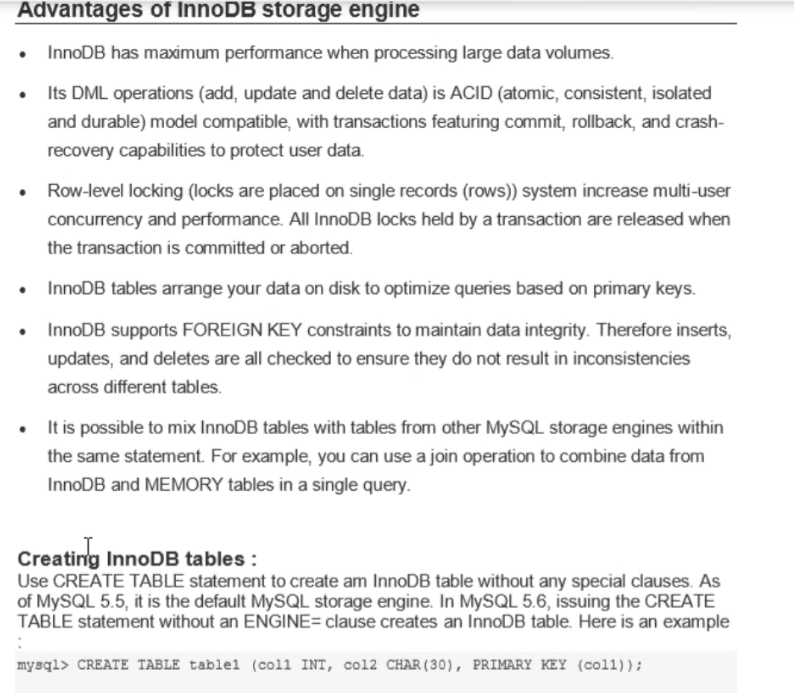 Advantages of InnoDB storage engine
• InnoDB has maximum performance when processing large data volumes.
• Its DML operations (add, update and delete data) is ACID (atomic, consistent, isolated
and durable) model compatible, with transactions featuring commit, rollback, and crash-
recovery capabilities to protect user data.
• Row-level locking (locks are placed on single records (rows)) system increase multi-user
concurrency and performance. All InnoDB locks held by a transaction are released when
the transaction is committed or aborted.
• InnoDB tables arrange your data on disk to optimize queries based on primary keys.
• InnoDB supports FOREIGN KEY constraints to maintain data integrity. Therefore inserts,
updates, and deletes are all checked to ensure they do not result in inconsistencies
across different tables.
• It is possible to mix InnoDB tables with tables from other MySQL storage engines within
the same statement. For example, you can use a join operation to combine data from
InnoDB and MEMORY tables in a single query.
Creating InnoDB tables :
Use CREATE TABLE statement to create am InnoDB table without any special clauses. As
of MySQL 5.5, it is the default MySQL storage engine. In MySQL 5.6, issuing the CREATE
TABLE statement without an ENGINE= clause creates an InnoDB table. Here is an example
:
mysql> CREATE TABLE table1 (col1 INT, col2 CHAR(30), PRIMARY KEY (col1));